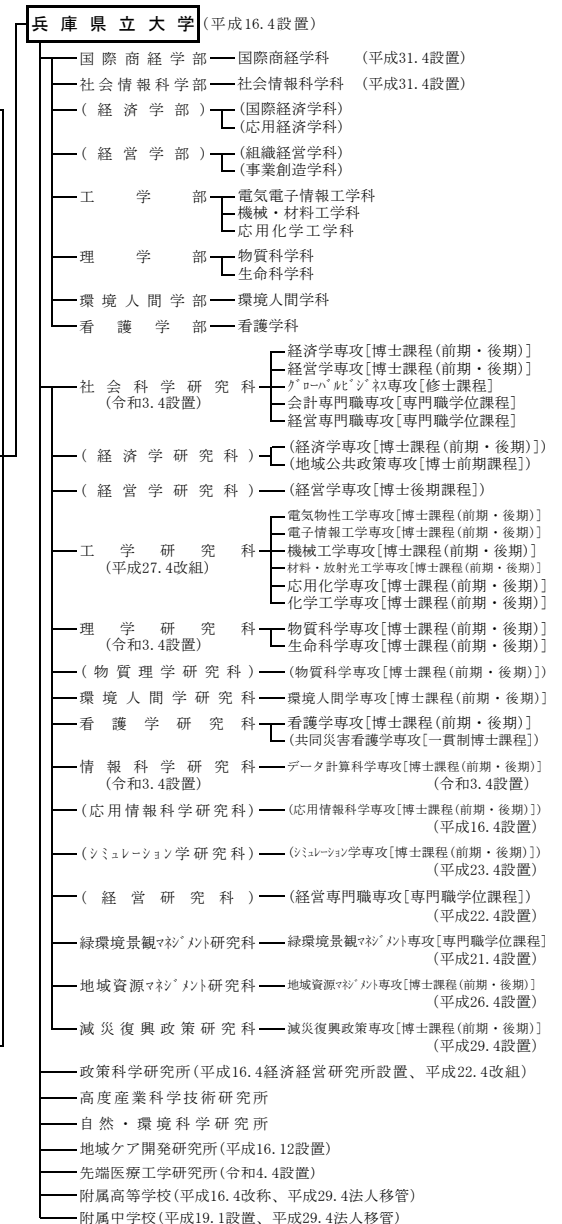 兵庫県立大学(平成16.4設置)
国際商経学部 国際商経学科 (平成31.4設置)
社会情報科学部 社会情報科学科 (平成31.4設置)
(経済学部) (国際経済学科)
(応用経済学科)
(経営学部) (組織経営学科)
(事業創造学科)
工学部 電気電子情報工学科
機械・材料工学科
応用化学工学科
理学部 物質科学科
生命科学科
環境人間学部 環境人間学科
看護学部 看護学科
経済学専攻[博士課程(前期・後期)]
経営学専攻[博士課程(前期・後期)]
社会科学研究科 グローバルビジネス専攻[修士課程]
(令和3.4設置) 会計専門職専攻[専門職学位課程]
経営専門職専攻[専門職学位課程]
(経済学研究科) (経済学専攻[博士課程(前期・後期)])
(地域公共政策専攻[博士前期課程])
(経営学研究科) (経営学専攻[博士後期課程])
電気物性工学専攻[博士課程(前期・後期)]
電子情報工学専攻[博士課程(前期・後期)]
工学研究科 機械工学専攻[博士課程(前期・後期)]
(平成27.4改組) 材料・放射光工学専攻[博士課程(前期・後期)]
応用化学専攻[博士課程(前期・後期)]
化学工学専攻[博士課程(前期・後期)]
理学研究科 物質科学専攻[博士課程(前期・後期)]
(令和3.4設置) 生命科学専攻[博士課程(前期・後期)]
(物質理学研究科) (物質科学専攻[博士課程(前期・後期)])
環境人間学研究科 環境人間学専攻[博士課程(前期・後期)]
看護学研究科 看護学専攻[博士課程(前期・後期)]
(共同災害看護学専攻[一貫制博士課程])
情報科学研究科 データ計算科学専攻[博士課程(前期・後期)]
(令和3.4設置) (令和3.4設置)
(応用情報科学研究科) (応用情報科学専攻[博士課程(前期・後期)])
(平成16.4設置)
(シミュレーション学研究科) (シミュレーション学専攻[博士課程(前期・後期)])
(平成23.4設置)
(経営研究科) (経営専門職専攻[専門職学位課程])
(平成22.4設置)
緑環境景観マネジメント研究科 緑環境景観マネジメント専攻[専門職学位課程]
(平成21.4設置)
地域資源マネジメント研究科 地域資源マネジメント専攻[博士課程(前期・後期)]
(平成26.4設置)
減災復興政策研究科 減災復興政策専攻[博士課程(前期・後期)]
(平成29.4設置)
政策科学研究所(平成16.4経済経営研究所設置、平成22.4改組)
高度産業科学技術研究所
自然・環境科学研究所
地域ケア開発研究所(平成16.12設置)
先端医療工学研究所(令和4.4設置)
附属高等学校(平成16.4改称、平成29.4法人移管)
附属中学校(平成19.1設置、平成29.4法人移管)